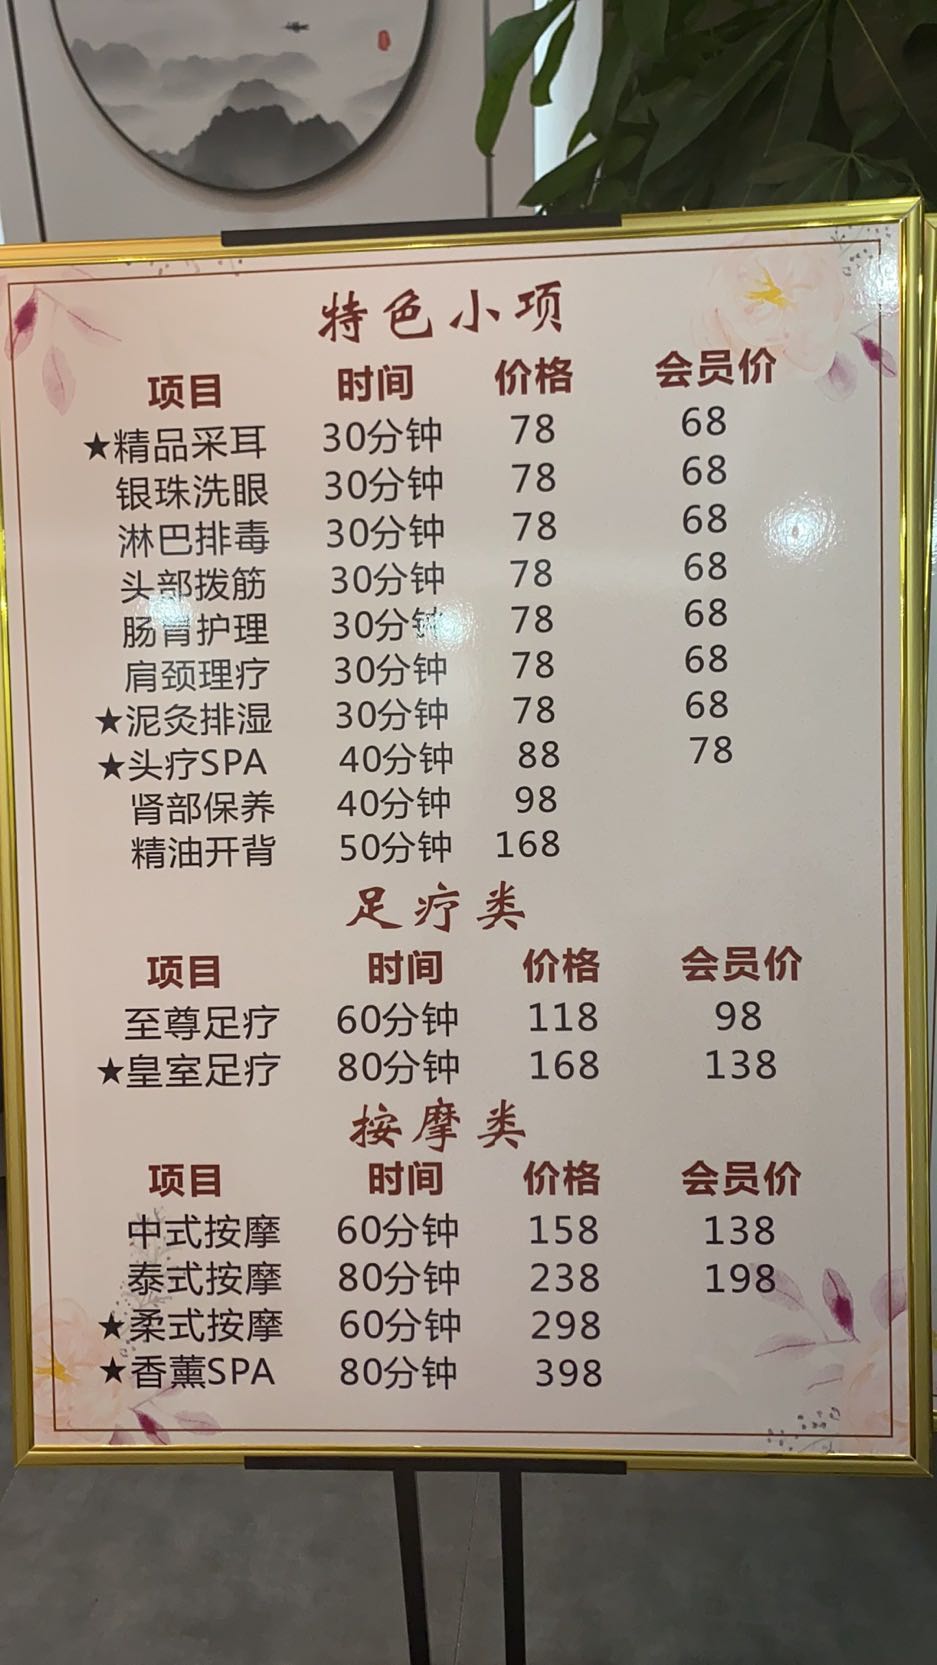 特色小项
项目 时间 价格 会员价
★精品采耳 30分钟 78 68
银珠洗眼 30分钟 78 68
淋巴排毒 30分钟 78 68
头部拨筋 30分钟 78 68
肠胃护理 30分钟 78 68
肩颈理疗 30分钟 78 68
★泥灸排湿 30分钟 78 68
★头疗SPA 40分钟 88 78
肾部保养 40分钟 98
精油开背 50分钟 168
足疗类
项目 时间 价格 会员价
至尊足疗 60分钟 118 98
★皇室足疗 80分钟 168 138
按摩类
项目 时间 价格 会员价
中式按摩 60分钟 158 138
泰式按摩 80分钟 238 198
★柔式按摩 60分钟 298
★香薰SPA 80分钟 398